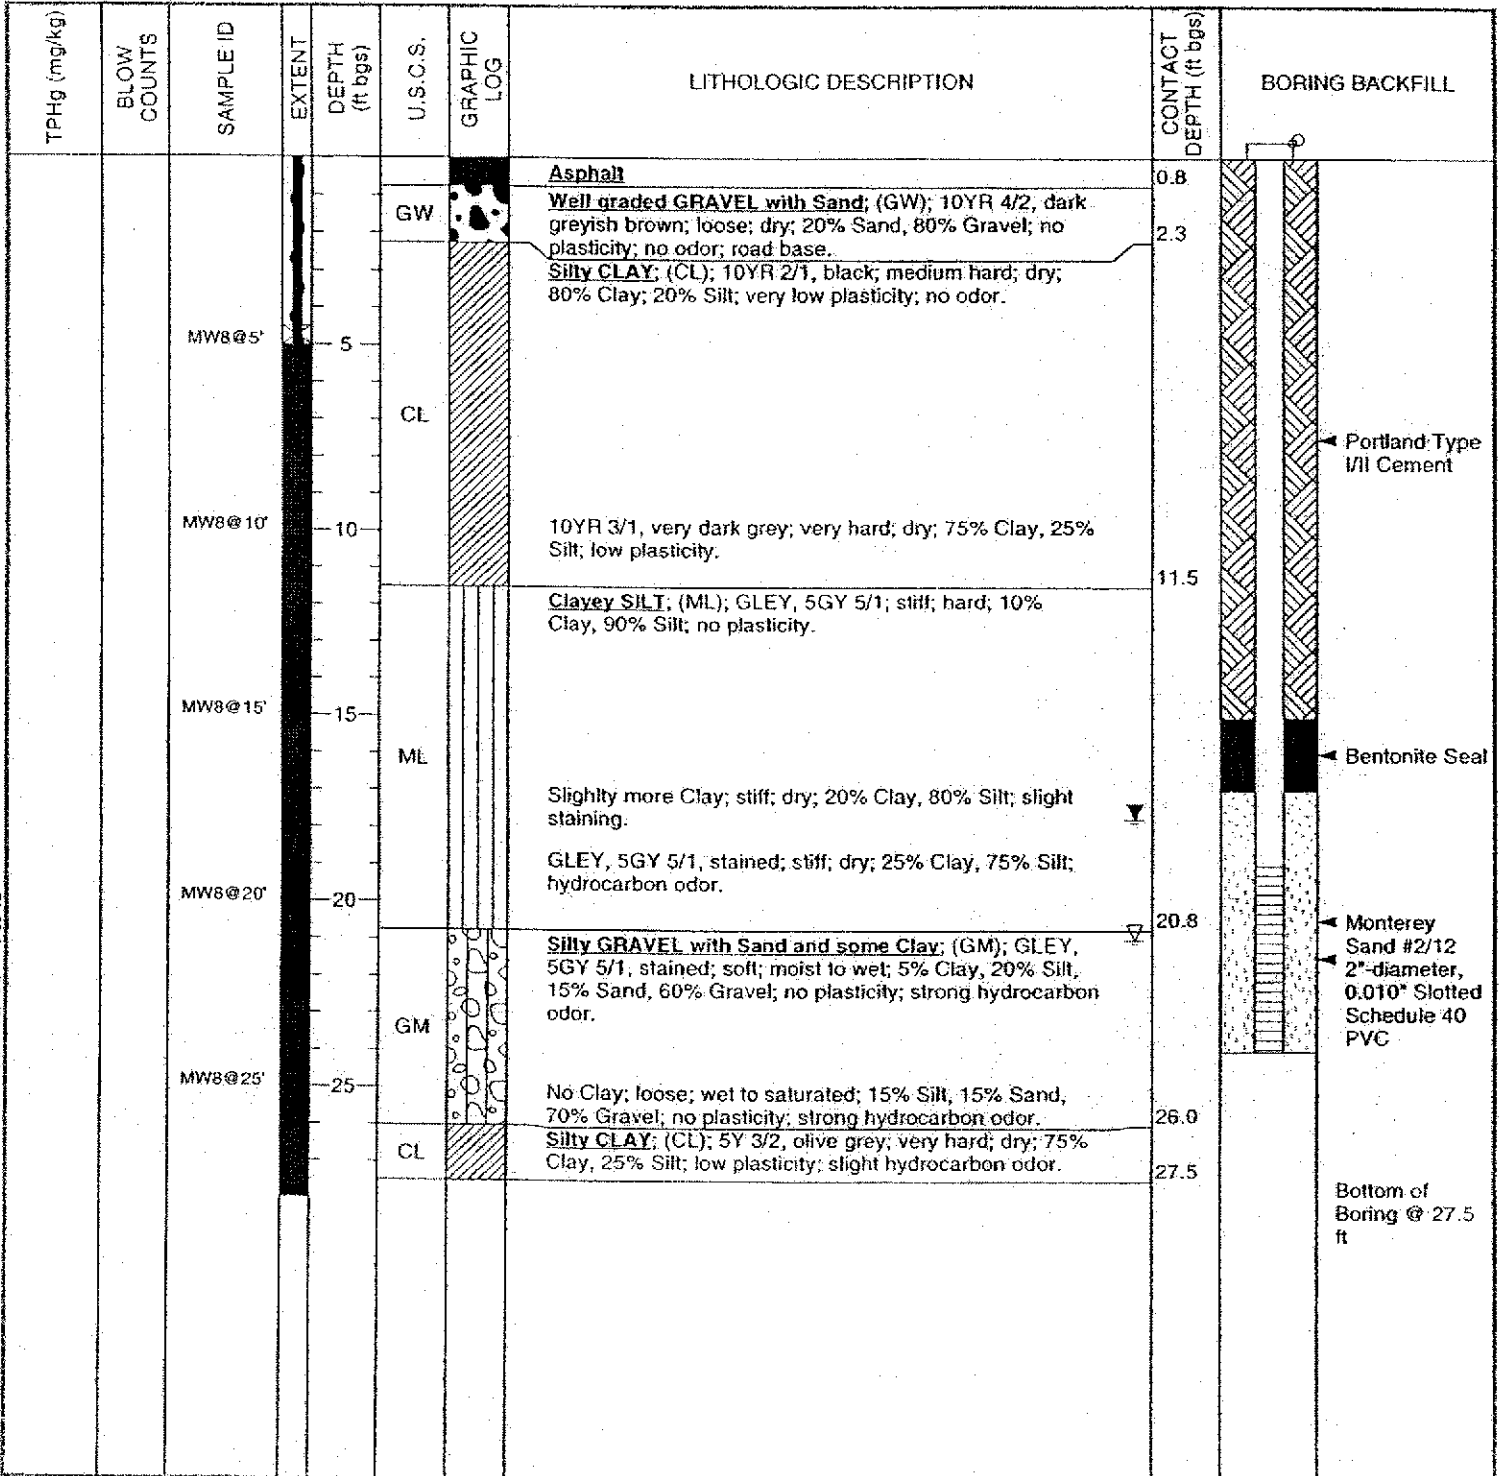 TPHg (mg/kg)
BLOW
COUNTS
SAMPLE ID
EXTENT
DEPTH
(ft bgs)
U.S.C.S.
GRAPHIC
LOG
LITHOLOGIC DESCRIPTION
CONTACT
DEPTH (ft bgs)
BORING BACKFILL
Asphalt
0.8
GW
Well graded GRAVEL with Sand; (GW); 10YR 4/2, dark
greyish brown; loose; dry; 20% Sand, 80% Gravel; no
plasticity; no odor; road base.
2.3
Silty CLAY; (CL); 10YR 2/1, black; medium hard; dry;
80% Clay; 20% Silt; very low plasticity; no odor.
MW8@5'
5
CL
Portland Type
I/II Cement
MW8@10'
10
10YR 3/1, very dark grey; very hard; dry; 75% Clay, 25%
Silt; low plasticity.
11.5
Clayey SILT; (ML); GLEY, 5GY 5/1; stiff; hard; 10%
Clay, 90% Silt; no plasticity.
MW8@15'
15
ML
Bentonite Seal
Slighlty more Clay; stiff; dry; 20% Clay, 80% Silt; slight
staining.
GLEY, 5GY 5/1, stained; stiff; dry; 25% Clay, 75% Silt;
hydrocarbon odor.
MW8@20'
20
20.8
Silty GRAVEL with Sand and some Clay; (GM); GLEY,
5GY 5/1, stained; soft; moist to wet; 5% Clay, 20% Silt,
15% Sand, 60% Gravel; no plasticity; strong hydrocarbon
odor.
Monterey
Sand #2/12
2"-diameter,
0.010" Slotted
Schedule 40
PVC
GM
MW8@25'
25
No Clay; loose; wet to saturated; 15% Silt, 15% Sand,
70% Gravel; no plasticity; strong hydrocarbon odor.
26.0
CL
Silty CLAY; (CL); 5Y 3/2, olive grey; very hard; dry; 75%
Clay, 25% Silt; low plasticity; slight hydrocarbon odor.
27.5
Bottom of
Boring @ 27.5
ft